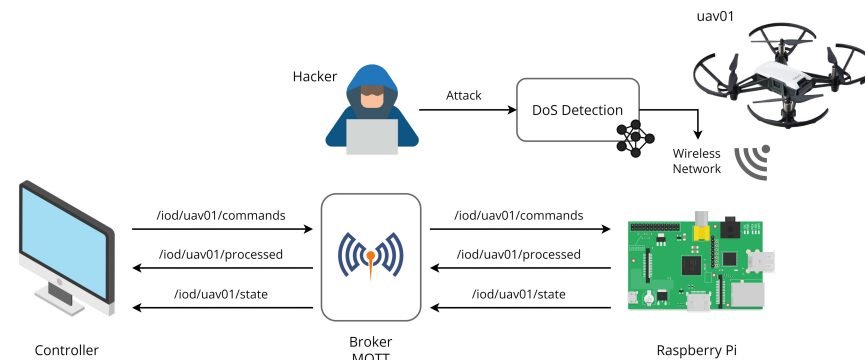 uav01
Hacker
Attack
DoS Detection
Wireless
Network
/iod/uav01/commands
/iod/uav01/commands
/iod/uav01/processed
/iod/uav01/processed
/iod/uav01/state
/iod/uav01/state
Controller
Broker
MQTT
Raspberry Pi